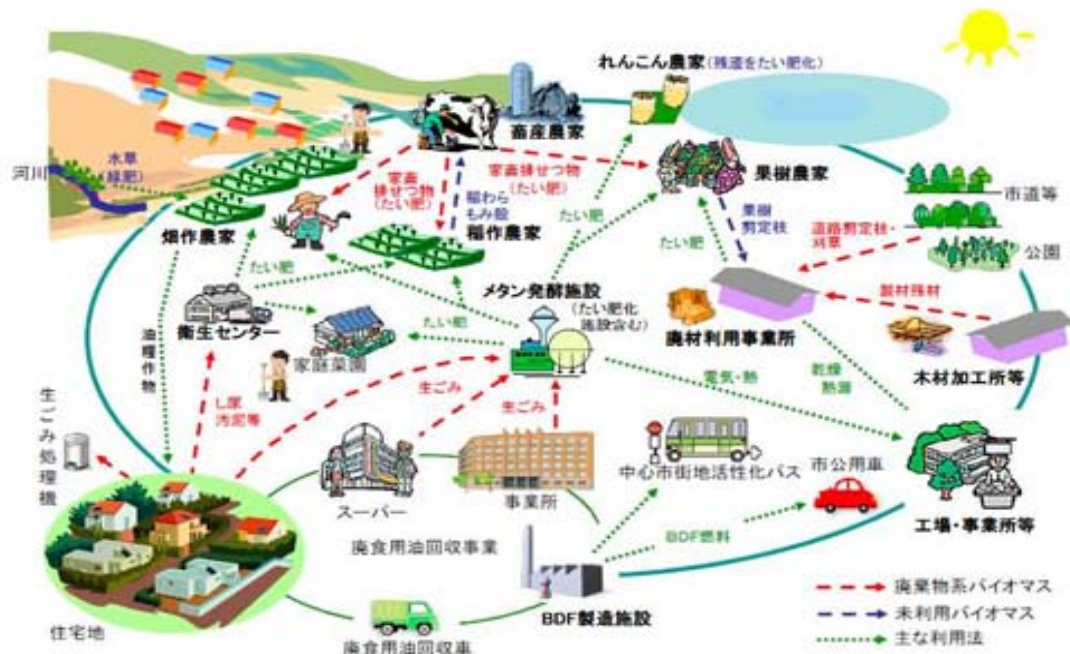 れんこん農家(残渣をたい肥化)
畜産農家
河川
水草
(緑肥)
家畜
排せつ物
(たい肥)
家畜排せつ物
(たい肥)
稲わら
もみ殻
稲作農家
果樹農家
市道等
畑作農家
たい肥
たい肥
果樹
剪定枝
道路剪定枝・
刈草
公園
たい肥
メタン発酵施設
(たい肥化
施設含む)
製材残材
衛生センター
たい肥
家庭菜園
廃材利用事業所
木材加工所等
油糧作物
し尿
汚泥等
生ごみ
生ごみ
電気・熱
乾燥
熱源
生ごみ処理機
中心市街地活性化バス
市公用車
スーパー
事業所
工場・事業所等
廃食用油回収事業
BDF燃料
住宅地
廃食用油回収車
BDF製造施設
廃棄物系バイオマス
未利用バイオマス
主な利用法